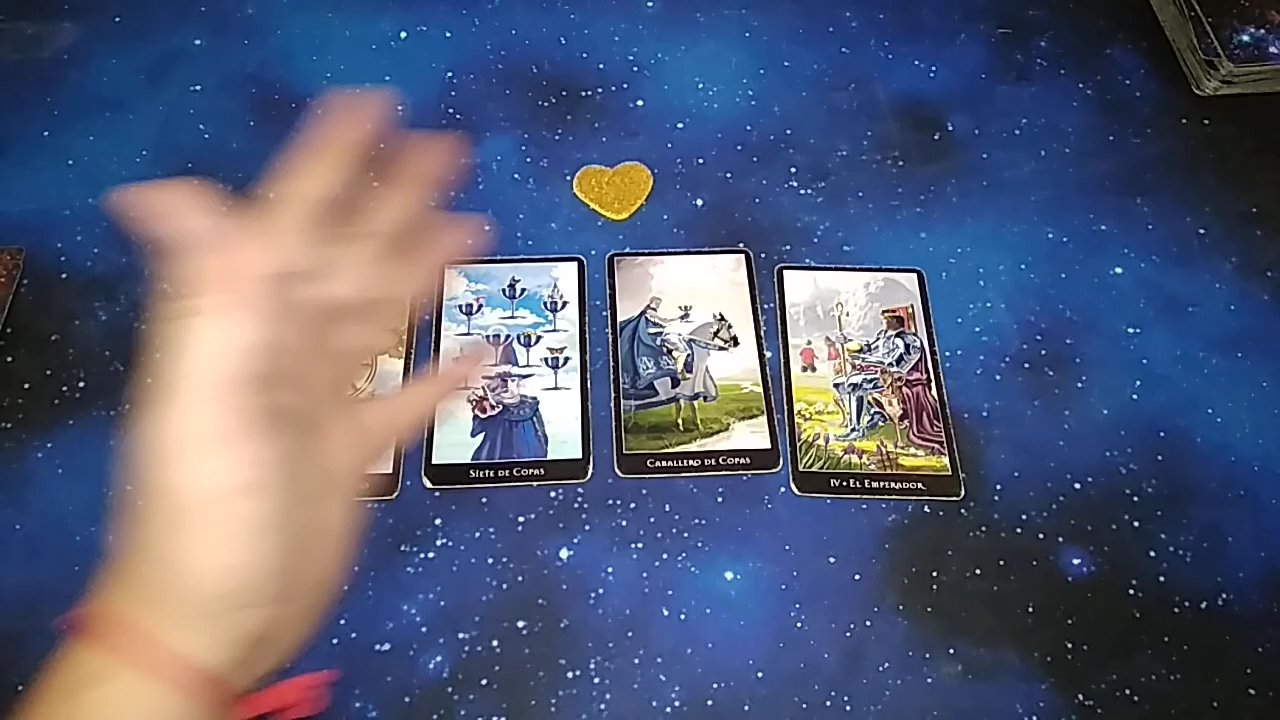 SIETE DE COPAS
CABALLERO DE COPAS
IV • EL EMPERADOR